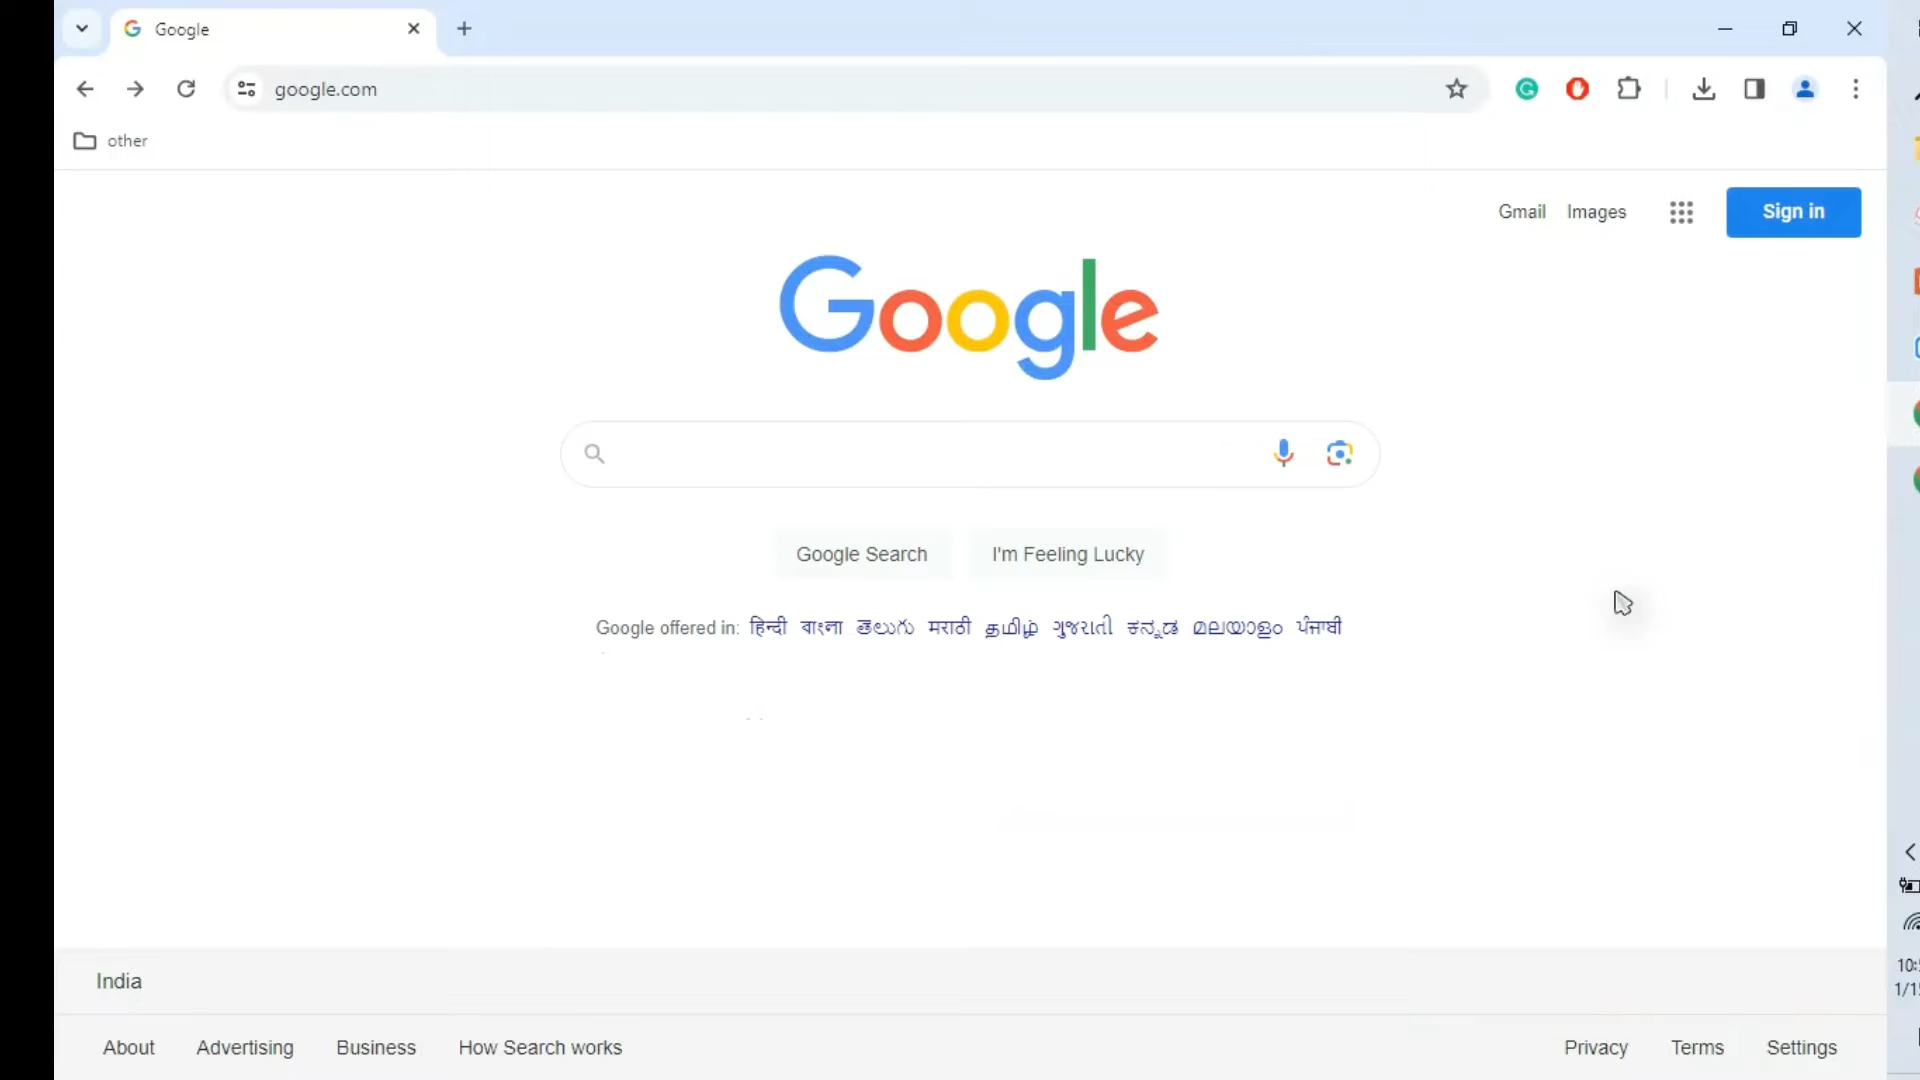 Google
google.com
other
Gmail Images Sign in
Google
Google Search I'm Feeling Lucky
Google offered in: हिन्दी বাংলা తెలుగు मराठी தமிழ் ગુજરાતી ಕನ್ನಡ മലയാളം ਪੰਜਾਬੀ
India
About Advertising Business How Search works Privacy Terms Settings